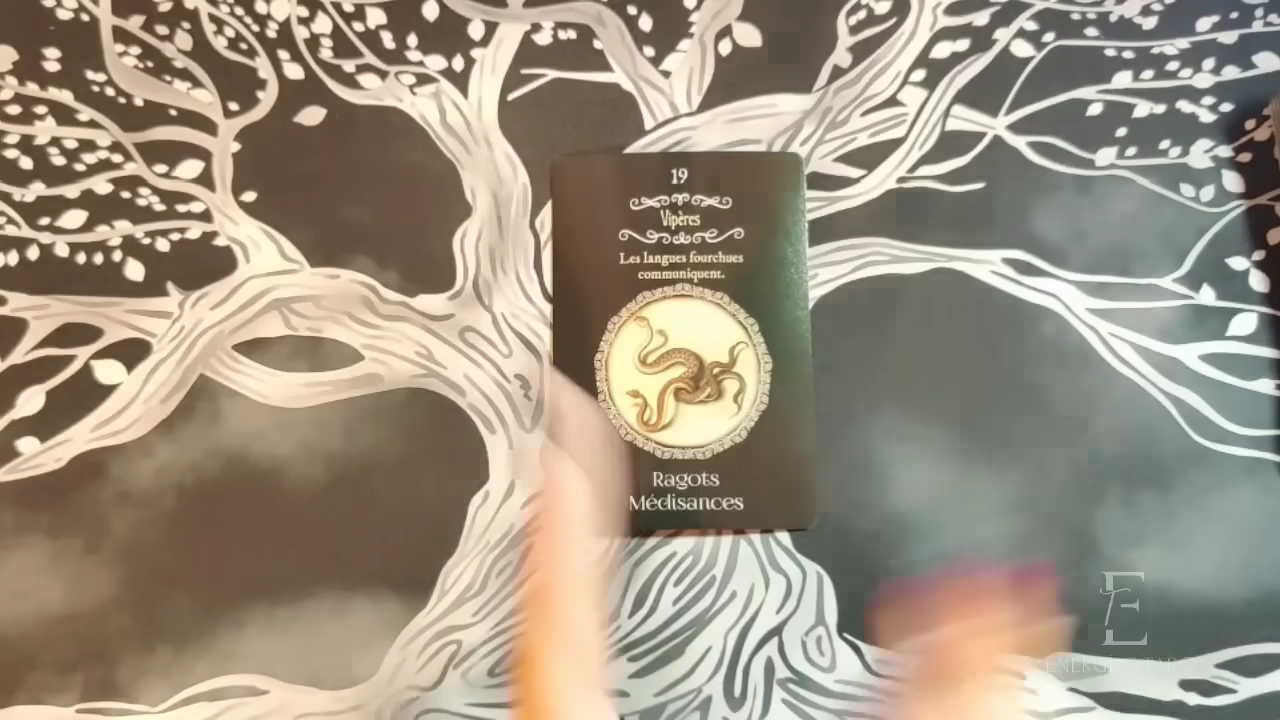 19
Vipères
Les langues fourchues
communiquent.
Ragots
Médisances
E